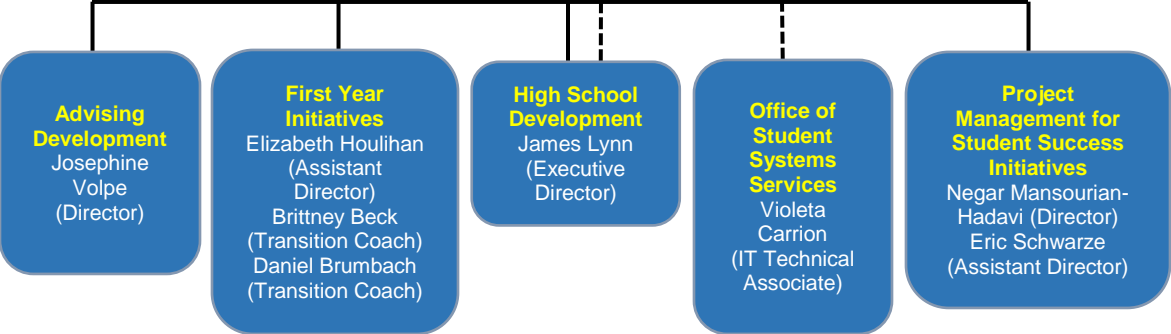 Advising
Development
Josephine
Volpe
(Director)
First Year
Initiatives
Elizabeth Houlihan
(Assistant
Director)
Brittney Beck
(Transition Coach)
Daniel Brumbach
(Transition Coach)
High School
Development
James Lynn
(Executive
Director)
Office of
Student
Systems
Services
Violeta
Carrion
(IT Technical
Associate)
Project
Management for
Student Success
Initiatives
Negar Mansourian-
Hadavi (Director)
Eric Schwarze
(Assistant Director)